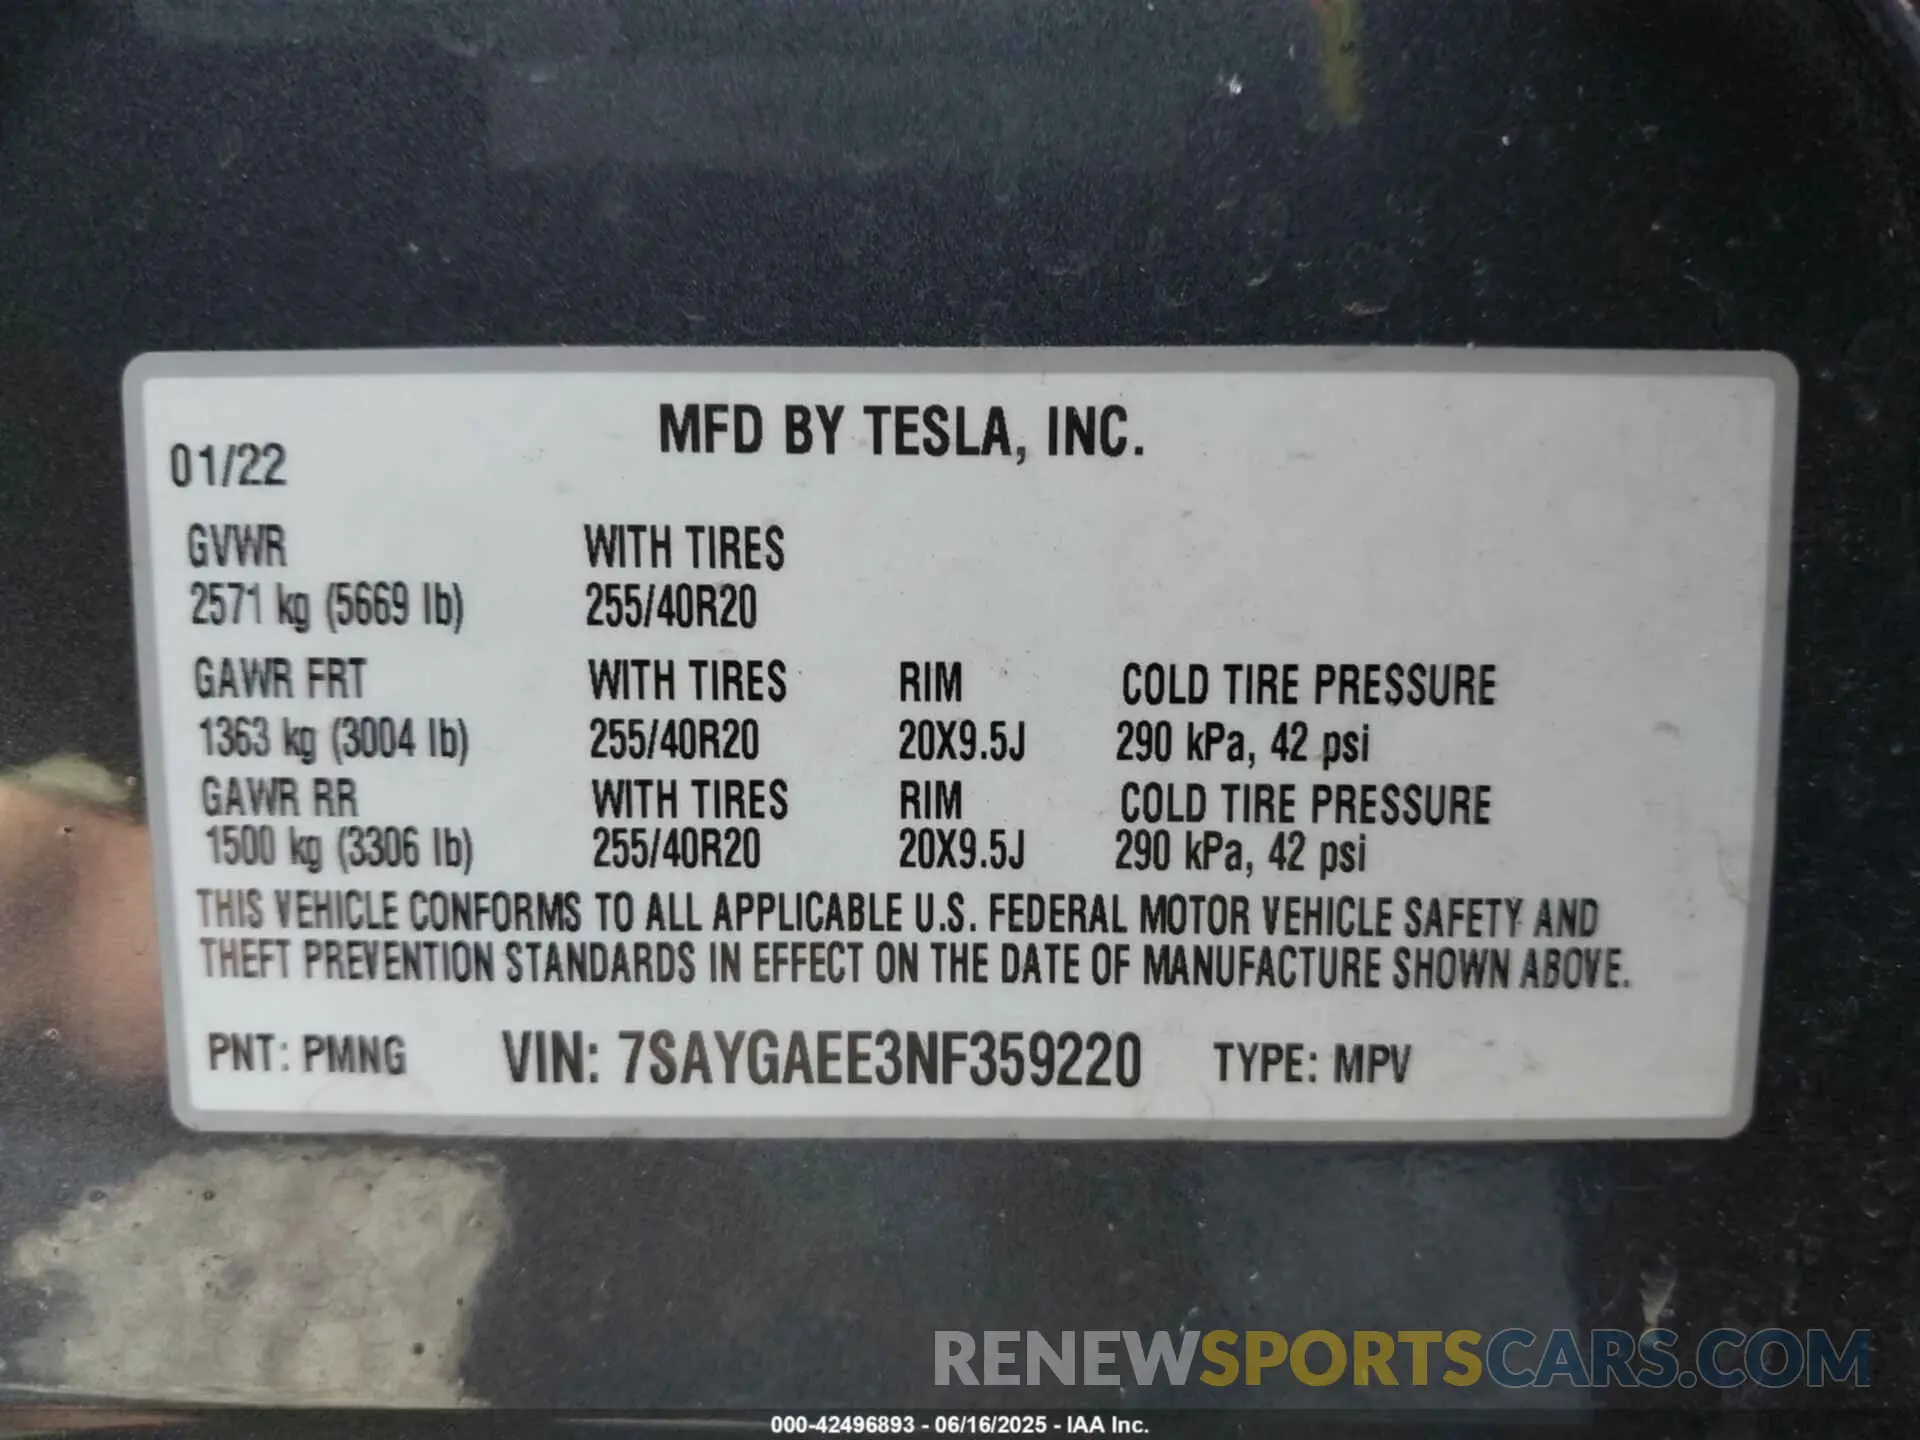 MFD BY TESLA, INC.
01/22
GVWR WITH TIRES
2571 kg (5669 lb) 255/40R20
GAWR FRT WITH TIRES RIM COLD TIRE PRESSURE
1363 kg (3004 lb) 255/40R20 20X9.5J 290 kPa, 42 psi
GAWR RR WITH TIRES RIM COLD TIRE PRESSURE
1500 kg (3306 lb) 255/40R20 20X9.5J 290 kPa, 42 psi
THIS VEHICLE CONFORMS TO ALL APPLICABLE U.S. FEDERAL MOTOR VEHICLE SAFETY AND
THEFT PREVENTION STANDARDS IN EFFECT ON THE DATE OF MANUFACTURE SHOWN ABOVE.
PNT: PMNG VIN: 7SAYGAEE3NF359220 TYPE: MPV
RENEWSPORTSCARS.COM
000-42496893 - 06/16/2025 - IAA Inc.